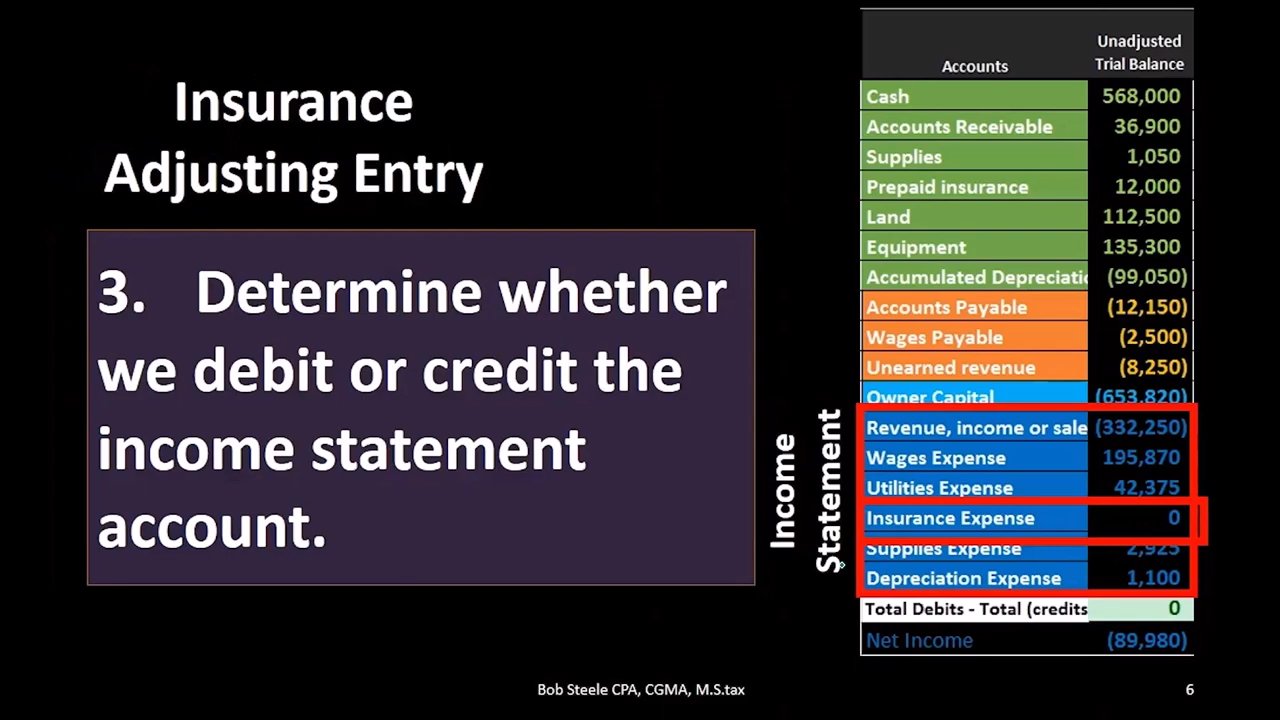 Insurance
Adjusting Entry
3. Determine whether
we debit or credit the
income statement
account.
Income
Statement
Accounts Unadjusted Trial Balance
Cash 568,000
Accounts Receivable 36,900
Supplies 1,050
Prepaid insurance 12,000
Land 112,500
Equipment 135,300
Accumulated Depreciatio (99,050)
Accounts Payable (12,150)
Wages Payable (2,500)
Unearned revenue (8,250)
Owner Capital (653,820)
Revenue, income or sale (332,250)
Wages Expense 195,870
Utilities Expense 42,375
Insurance Expense 0
Supplies Expense 2,925
Depreciation Expense 1,100
Total Debits - Total (credits 0
Net Income (89,980)
Bob Steele CPA, CGMA, M.S.tax
6